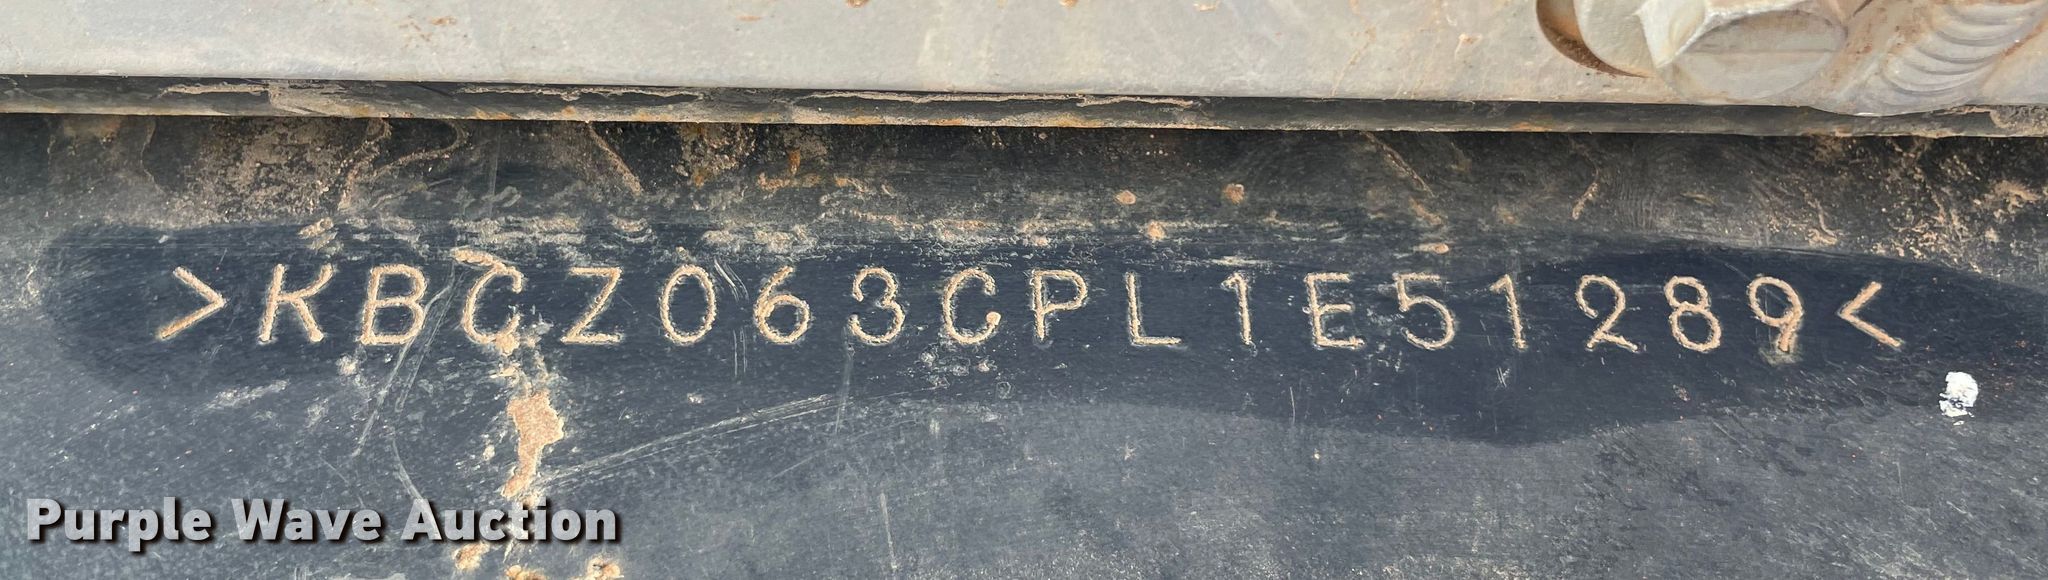 >KBCZ063CPL1E51289<
Purple Wave Auction